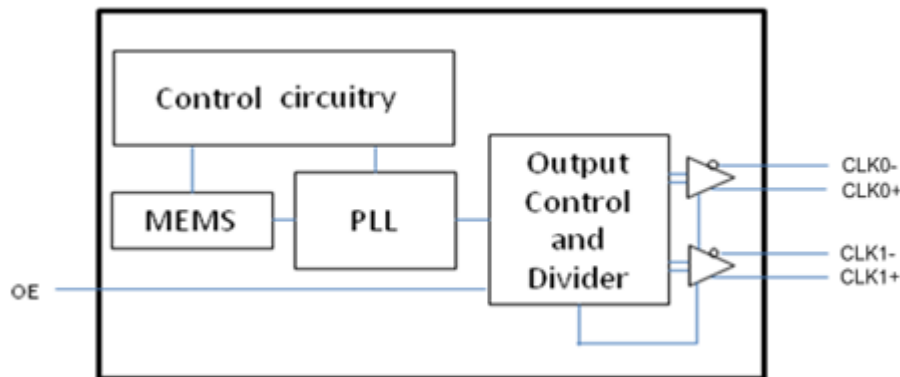 Control circuitry
MEMS
PLL
Output
Control
and
Divider
CLK0-
CLK0+
CLK1-
CLK1+
OE